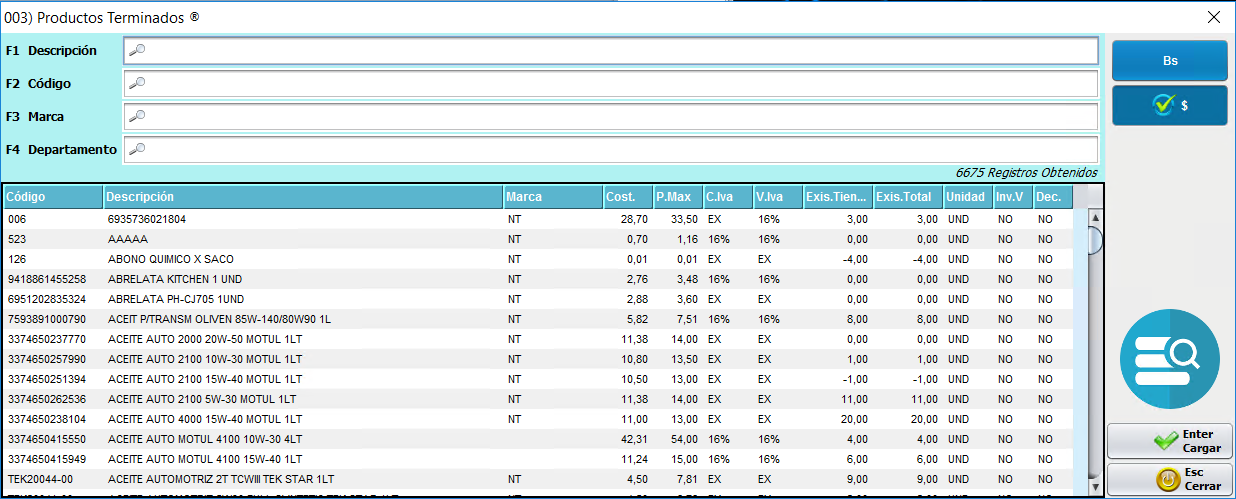 003) Productos Terminados ®
F1 Descripción
F2 Código
F3 Marca
F4 Departamento
Bs
$
6675 Registros Obtenidos
Código Descripción Marca Cost. P.Max C.Iva V.Iva Exis.Tien... Exis.Total Unidad Inv.V Dec.
006 6935736021804 NT 28,70 33,50 EX 16% 3,00 3,00 UND NO NO
523 AAAAA NT 0,70 1,16 16% 16% 0,00 0,00 UND NO NO
126 ABONO QUIMICO X SACO NT 0,01 0,01 EX EX -4,00 -4,00 UND NO NO
9418861455258 ABRELATA KITCHEN 1 UND NT 2,76 3,48 16% 16% 0,00 0,00 UND NO NO
6951202835324 ABRELATA PH-CJ705 1UND NT 2,88 3,60 EX EX 0,00 0,00 UND NO NO
7593891000790 ACEIT P/TRANSM OLIVEN 85W-140/80W90 1L NT 5,82 7,51 16% 16% 8,00 8,00 UND NO NO
3374650237770 ACEITE AUTO 2000 20W-50 MOTUL 1LT NT 11,38 14,00 EX EX 0,00 0,00 UND NO NO
3374650257990 ACEITE AUTO 2100 10W-30 MOTUL 1LT NT 10,80 13,50 EX EX 1,00 1,00 UND NO NO
3374650251394 ACEITE AUTO 2100 15W-40 MOTUL 1LT NT 10,50 13,00 EX EX -1,00 -1,00 UND NO NO
3374650262536 ACEITE AUTO 2100 5W-30 MOTUL 1LT NT 11,38 14,00 EX EX 11,00 11,00 UND NO NO
3374650238104 ACEITE AUTO 4000 15W-40 MOTUL 1LT NT 11,00 13,00 EX EX 20,00 20,00 UND NO NO
3374650415550 ACEITE AUTO MOTUL 4100 10W-30 4LT 42,31 54,00 16% 16% 4,00 4,00 UND NO NO
3374650415949 ACEITE AUTO MOTUL 4100 15W-40 1LT 11,24 15,00 16% 16% 6,00 6,00 UND NO NO
TEK20044-00 ACEITE AUTOMOTRIZ 2T TCWIII TEK STAR 1LT NT 4,50 7,81 EX EX 9,00 9,00 UND NO NO
Enter
Cargar
Esc
Cerrar